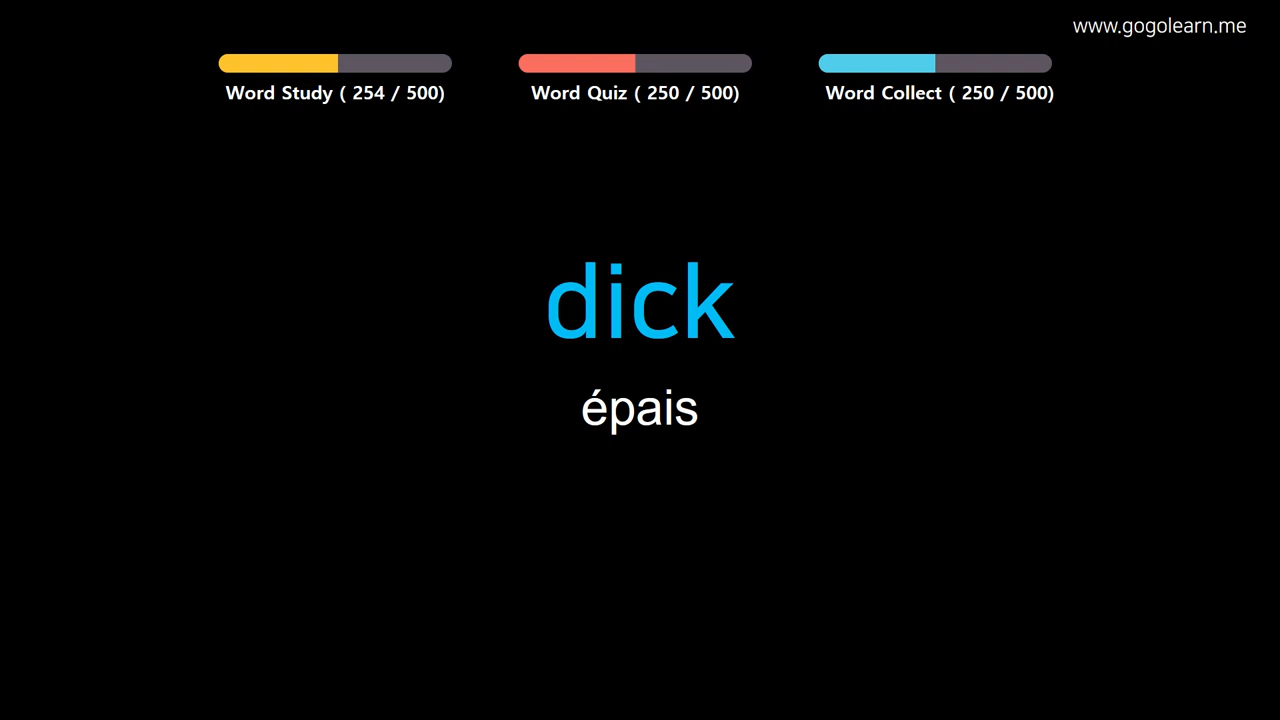 www.gogolearn.me
Word Study ( 254 / 500)
Word Quiz ( 250 / 500)
Word Collect ( 250 / 500)
dick
épais